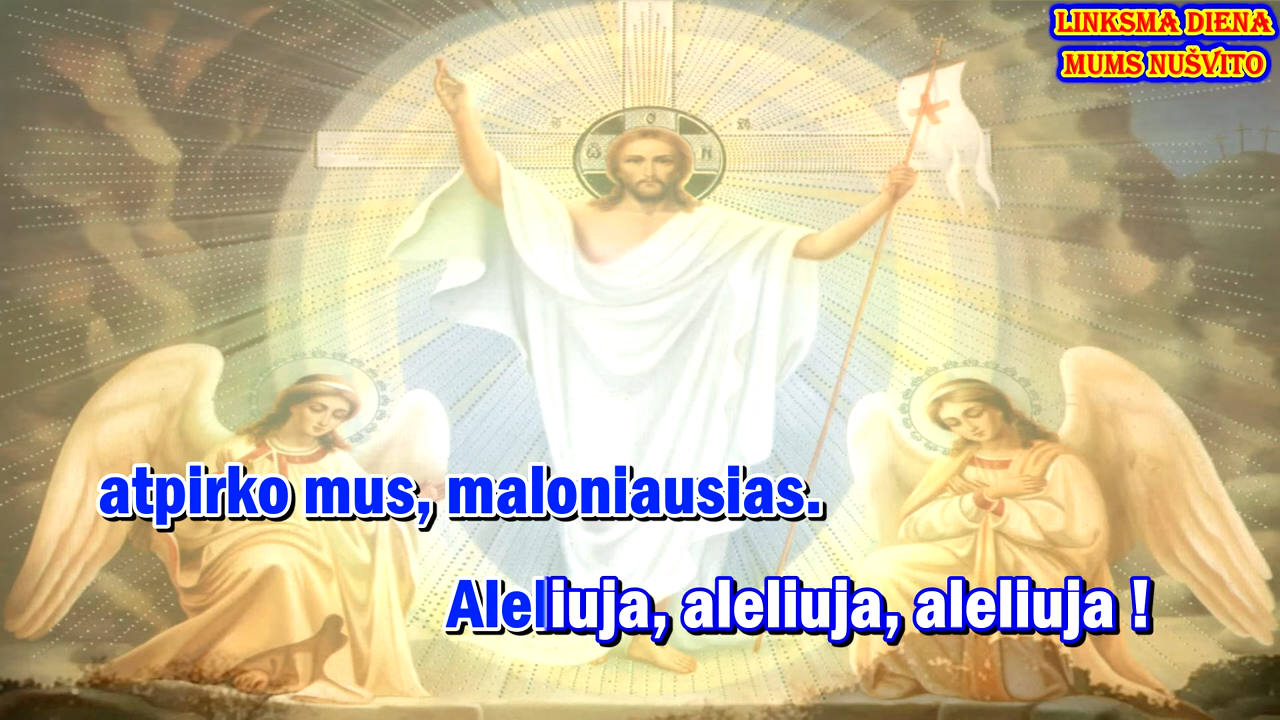 LINKSMA DIENA
MUMS NUŠVITO
atpirko mus, maloniausias.
Aleliuja, aleliuja, aleliuja !